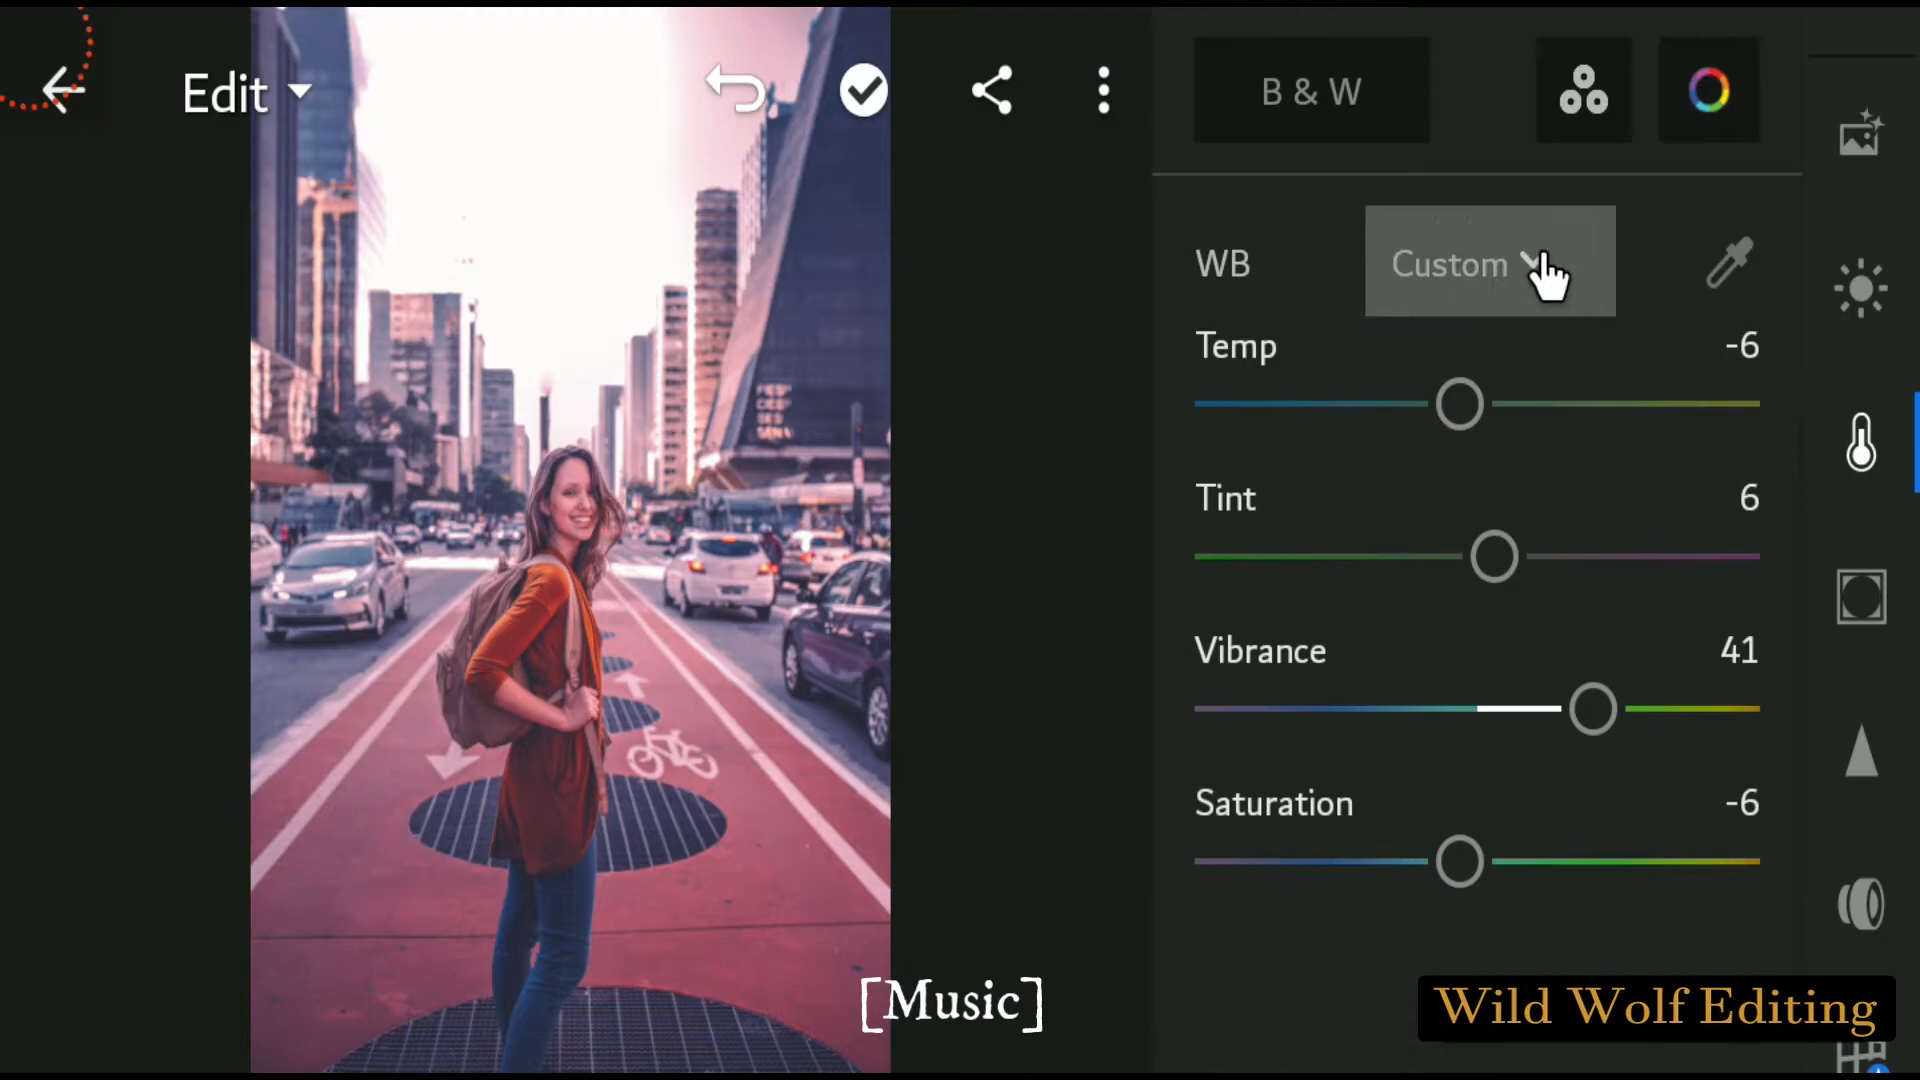 Edit
B & W
WB
Custom
Temp
-6
Tint
6
Vibrance
41
Saturation
-6
[Music]
Wild Wolf Editing